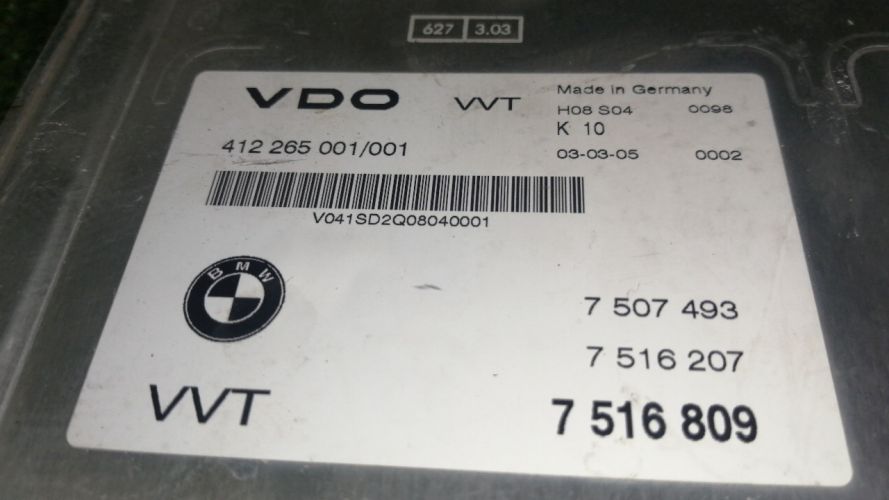 627 3.03
VDO VVT Made in Germany
H08 S04 0098
K 10
412 265 001/001 03-03-05 0002
V041SD2Q08040001
BMW
7 507 493
7 516 207
VVT 7 516 809